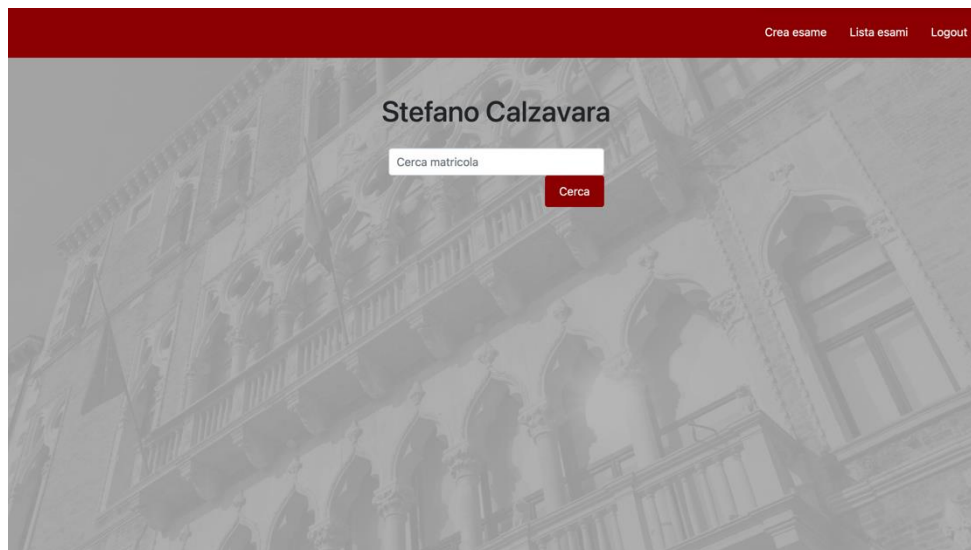 Crea esame Lista esami Logout
Stefano Calzavara
Cerca matricola
Cerca